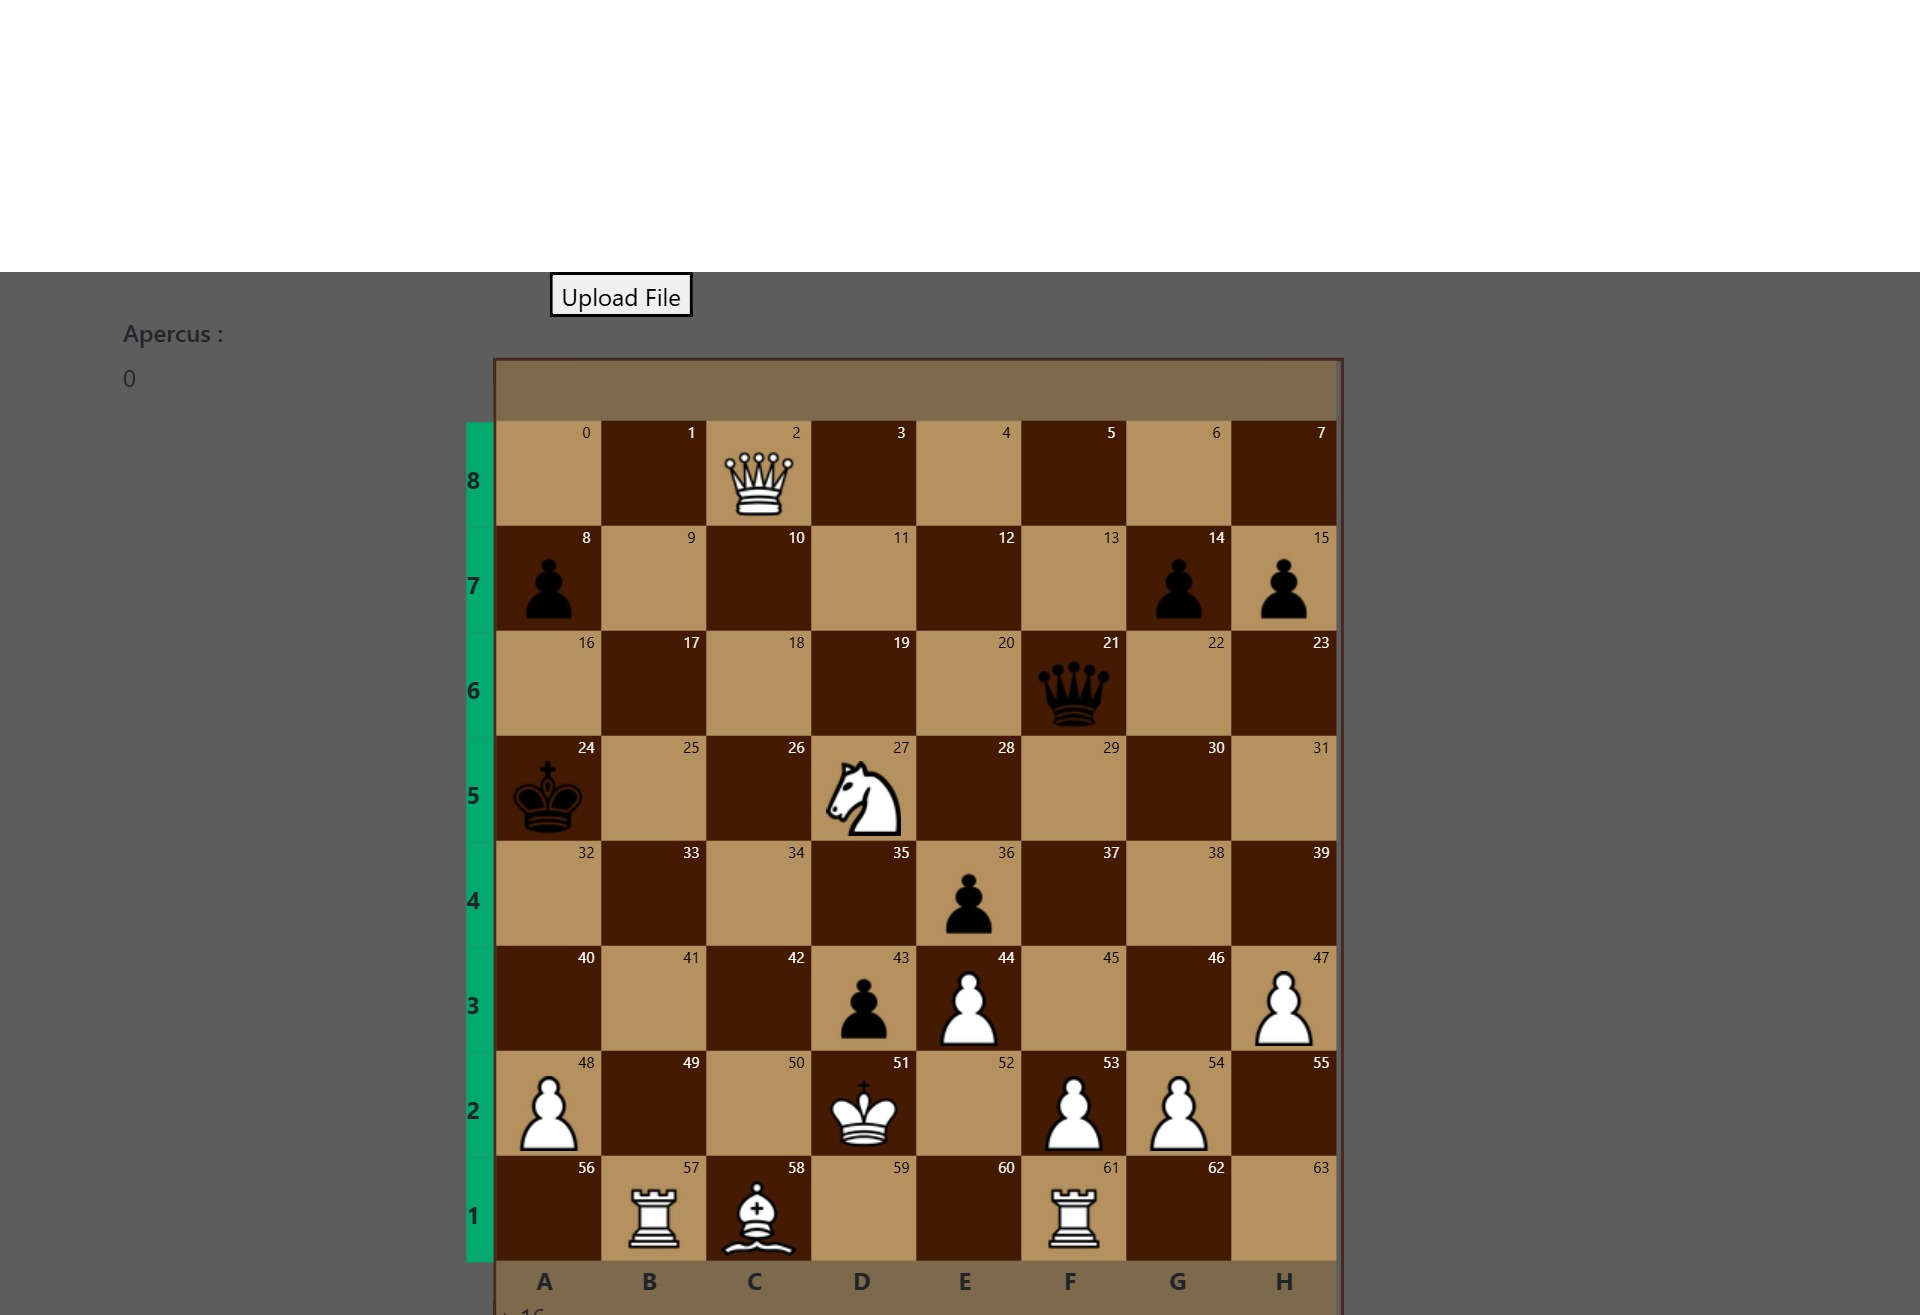 Upload File
Apercus :
0
0 1 2 3 4 5 6 7
8
8 9 10 11 12 13 14 15
7
16 17 18 19 20 21 22 23
6
24 25 26 27 28 29 30 31
5
32 33 34 35 36 37 38 39
4
40 41 42 43 44 45 46 47
3
48 49 50 51 52 53 54 55
2
56 57 58 59 60 61 62 63
1
A B C D E F G H